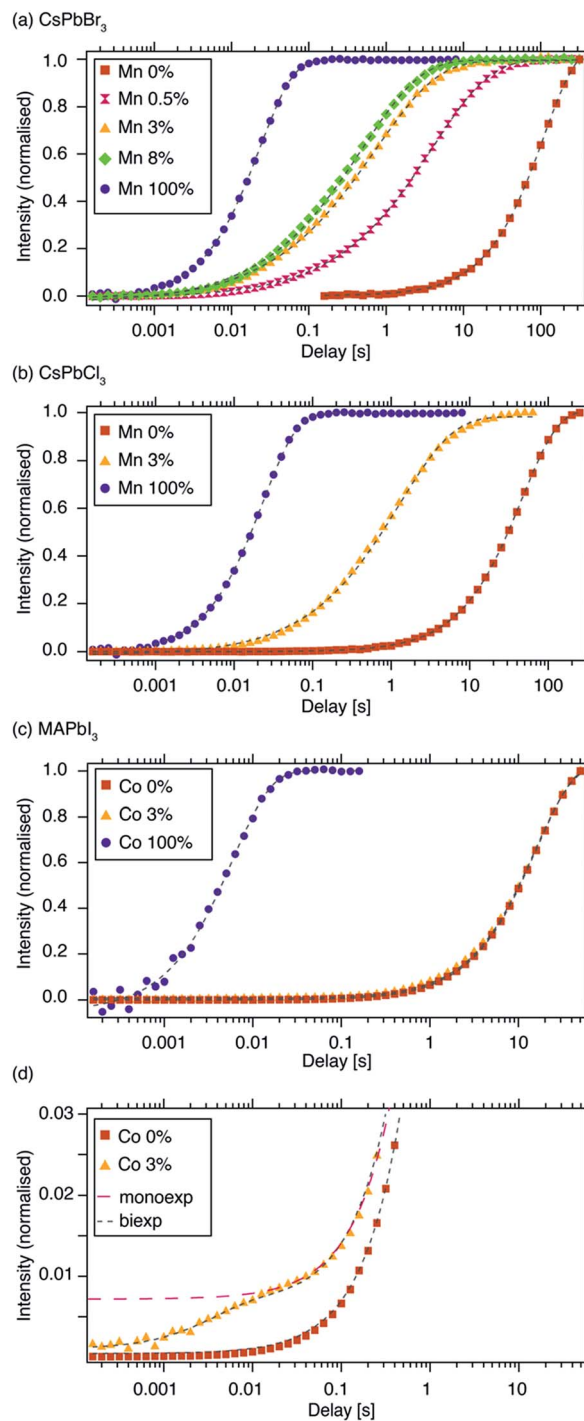 (a) CsPbBr3
Intensity (normalised)
1.0
0.8
0.6
0.4
0.2
0.0
Mn 0%
Mn 0.5%
Mn 3%
Mn 8%
Mn 100%
0.001 0.01 0.1 1 10 100
Delay [s]
(b) CsPbCl3
Intensity (normalised)
1.0
0.8
0.6
0.4
0.2
0.0
Mn 0%
Mn 3%
Mn 100%
0.001 0.01 0.1 1 10 100
Delay [s]
(c) MAPbI3
Intensity (normalised)
1.0
0.8
0.6
0.4
0.2
0.0
Co 0%
Co 3%
Co 100%
0.001 0.01 0.1 1 10
Delay [s]
(d)
Intensity (normalised)
0.03
0.02
0.01
Co 0%
Co 3%
monoexp
biexp
0.001 0.01 0.1 1 10
Delay [s]